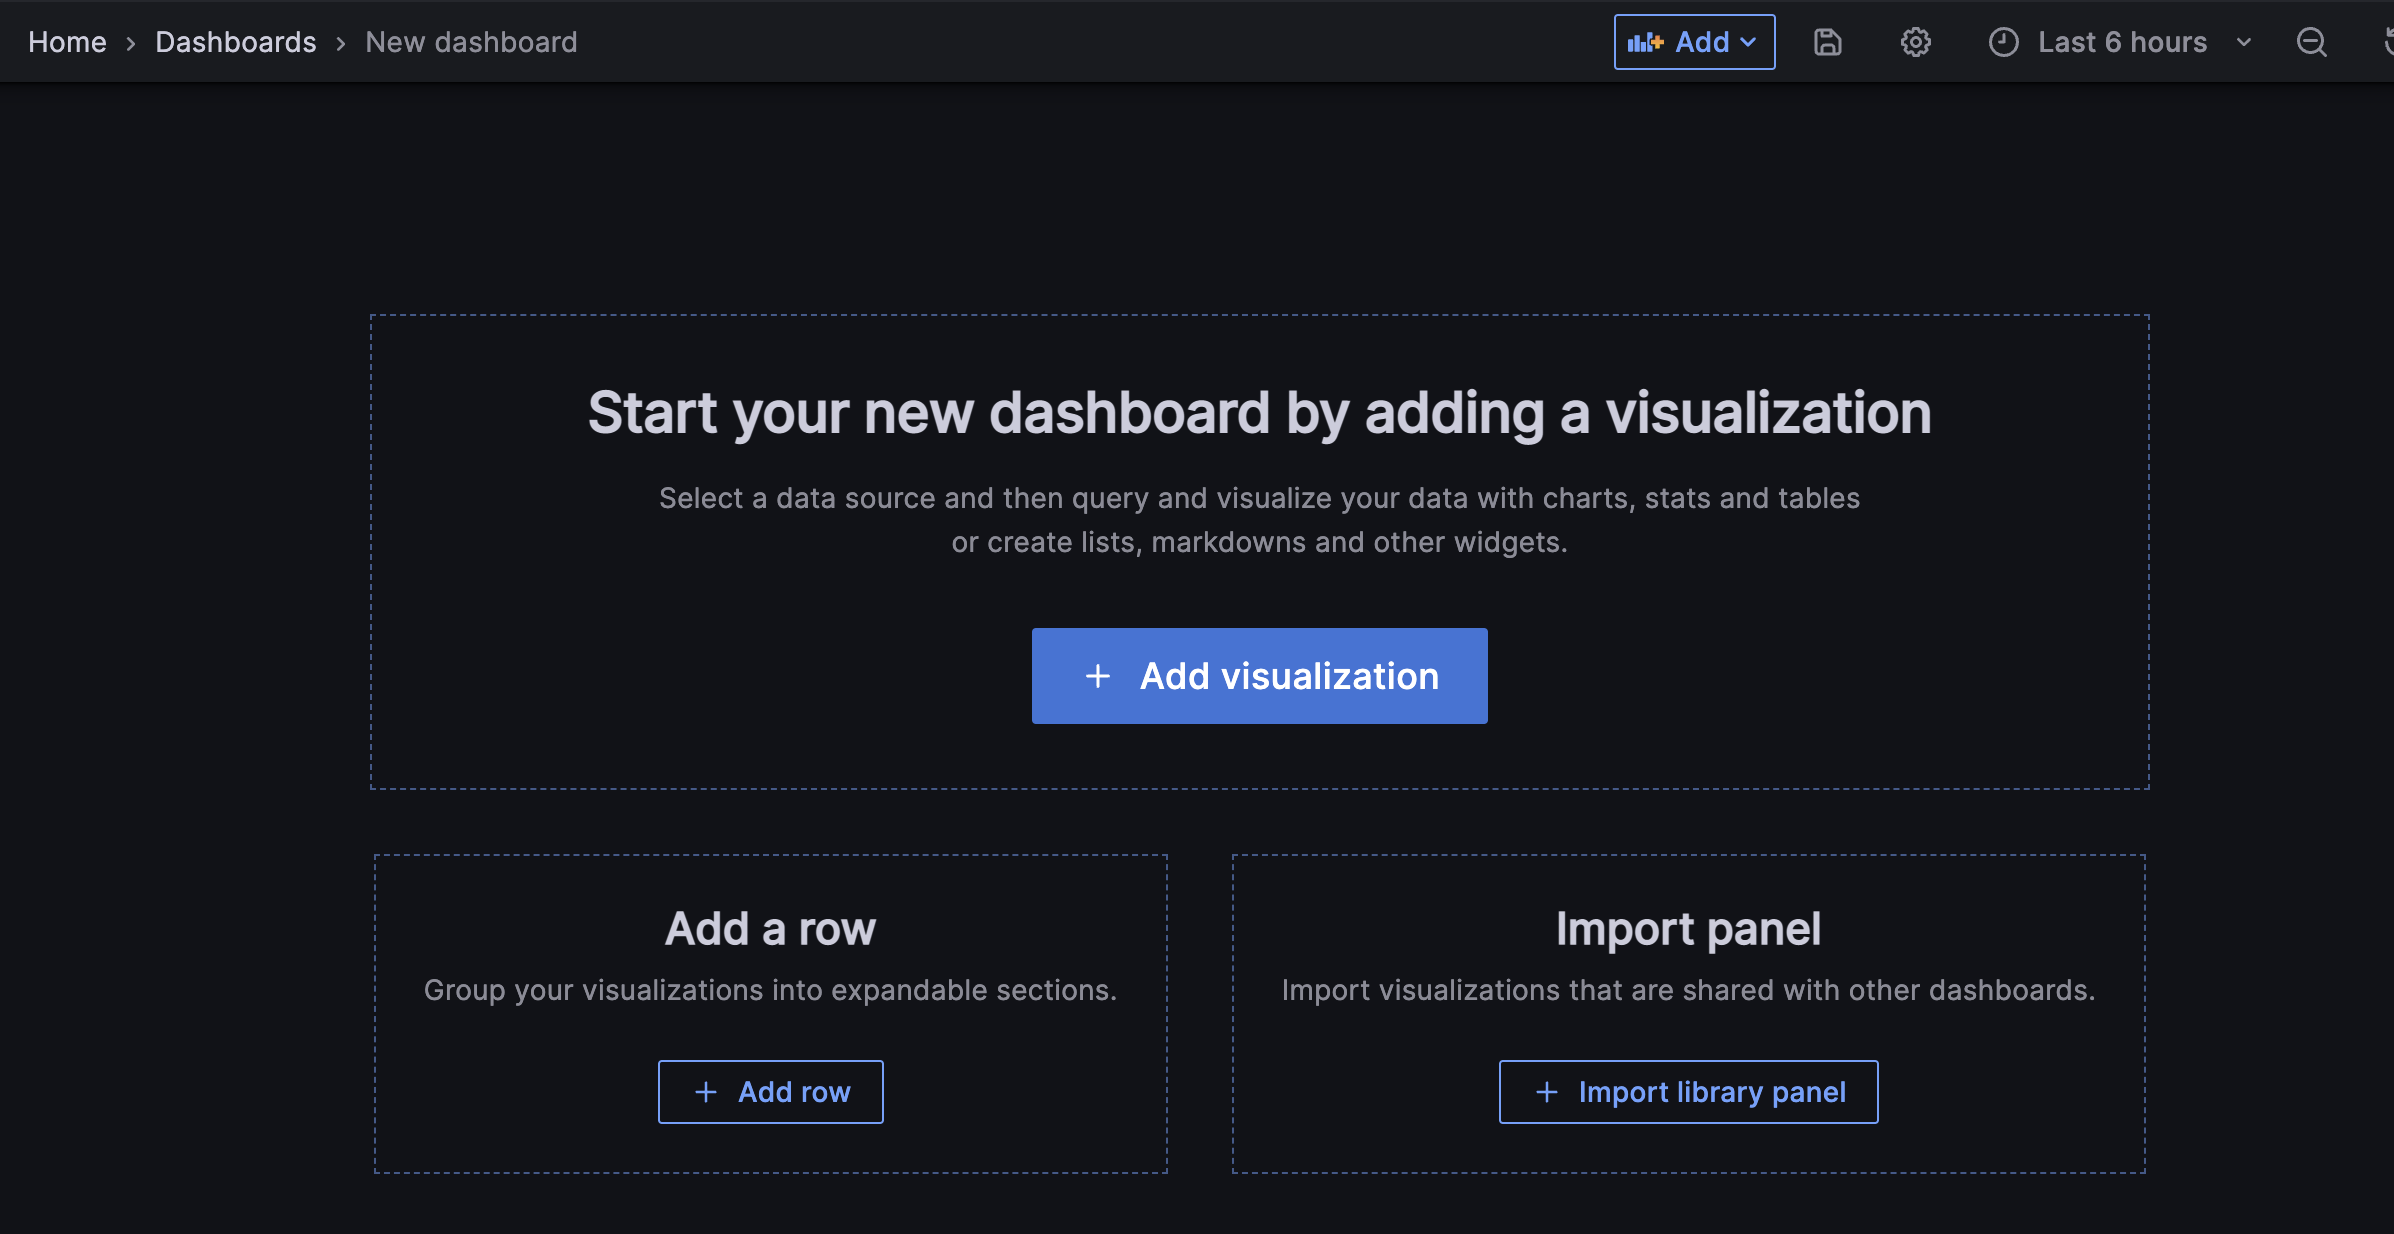 Home › Dashboards › New dashboard
Add
Last 6 hours
Start your new dashboard by adding a visualization
Select a data source and then query and visualize your data with charts, stats and tables
or create lists, markdowns and other widgets.
+ Add visualization
Add a row
Group your visualizations into expandable sections.
+ Add row
Import panel
Import visualizations that are shared with other dashboards.
+ Import library panel